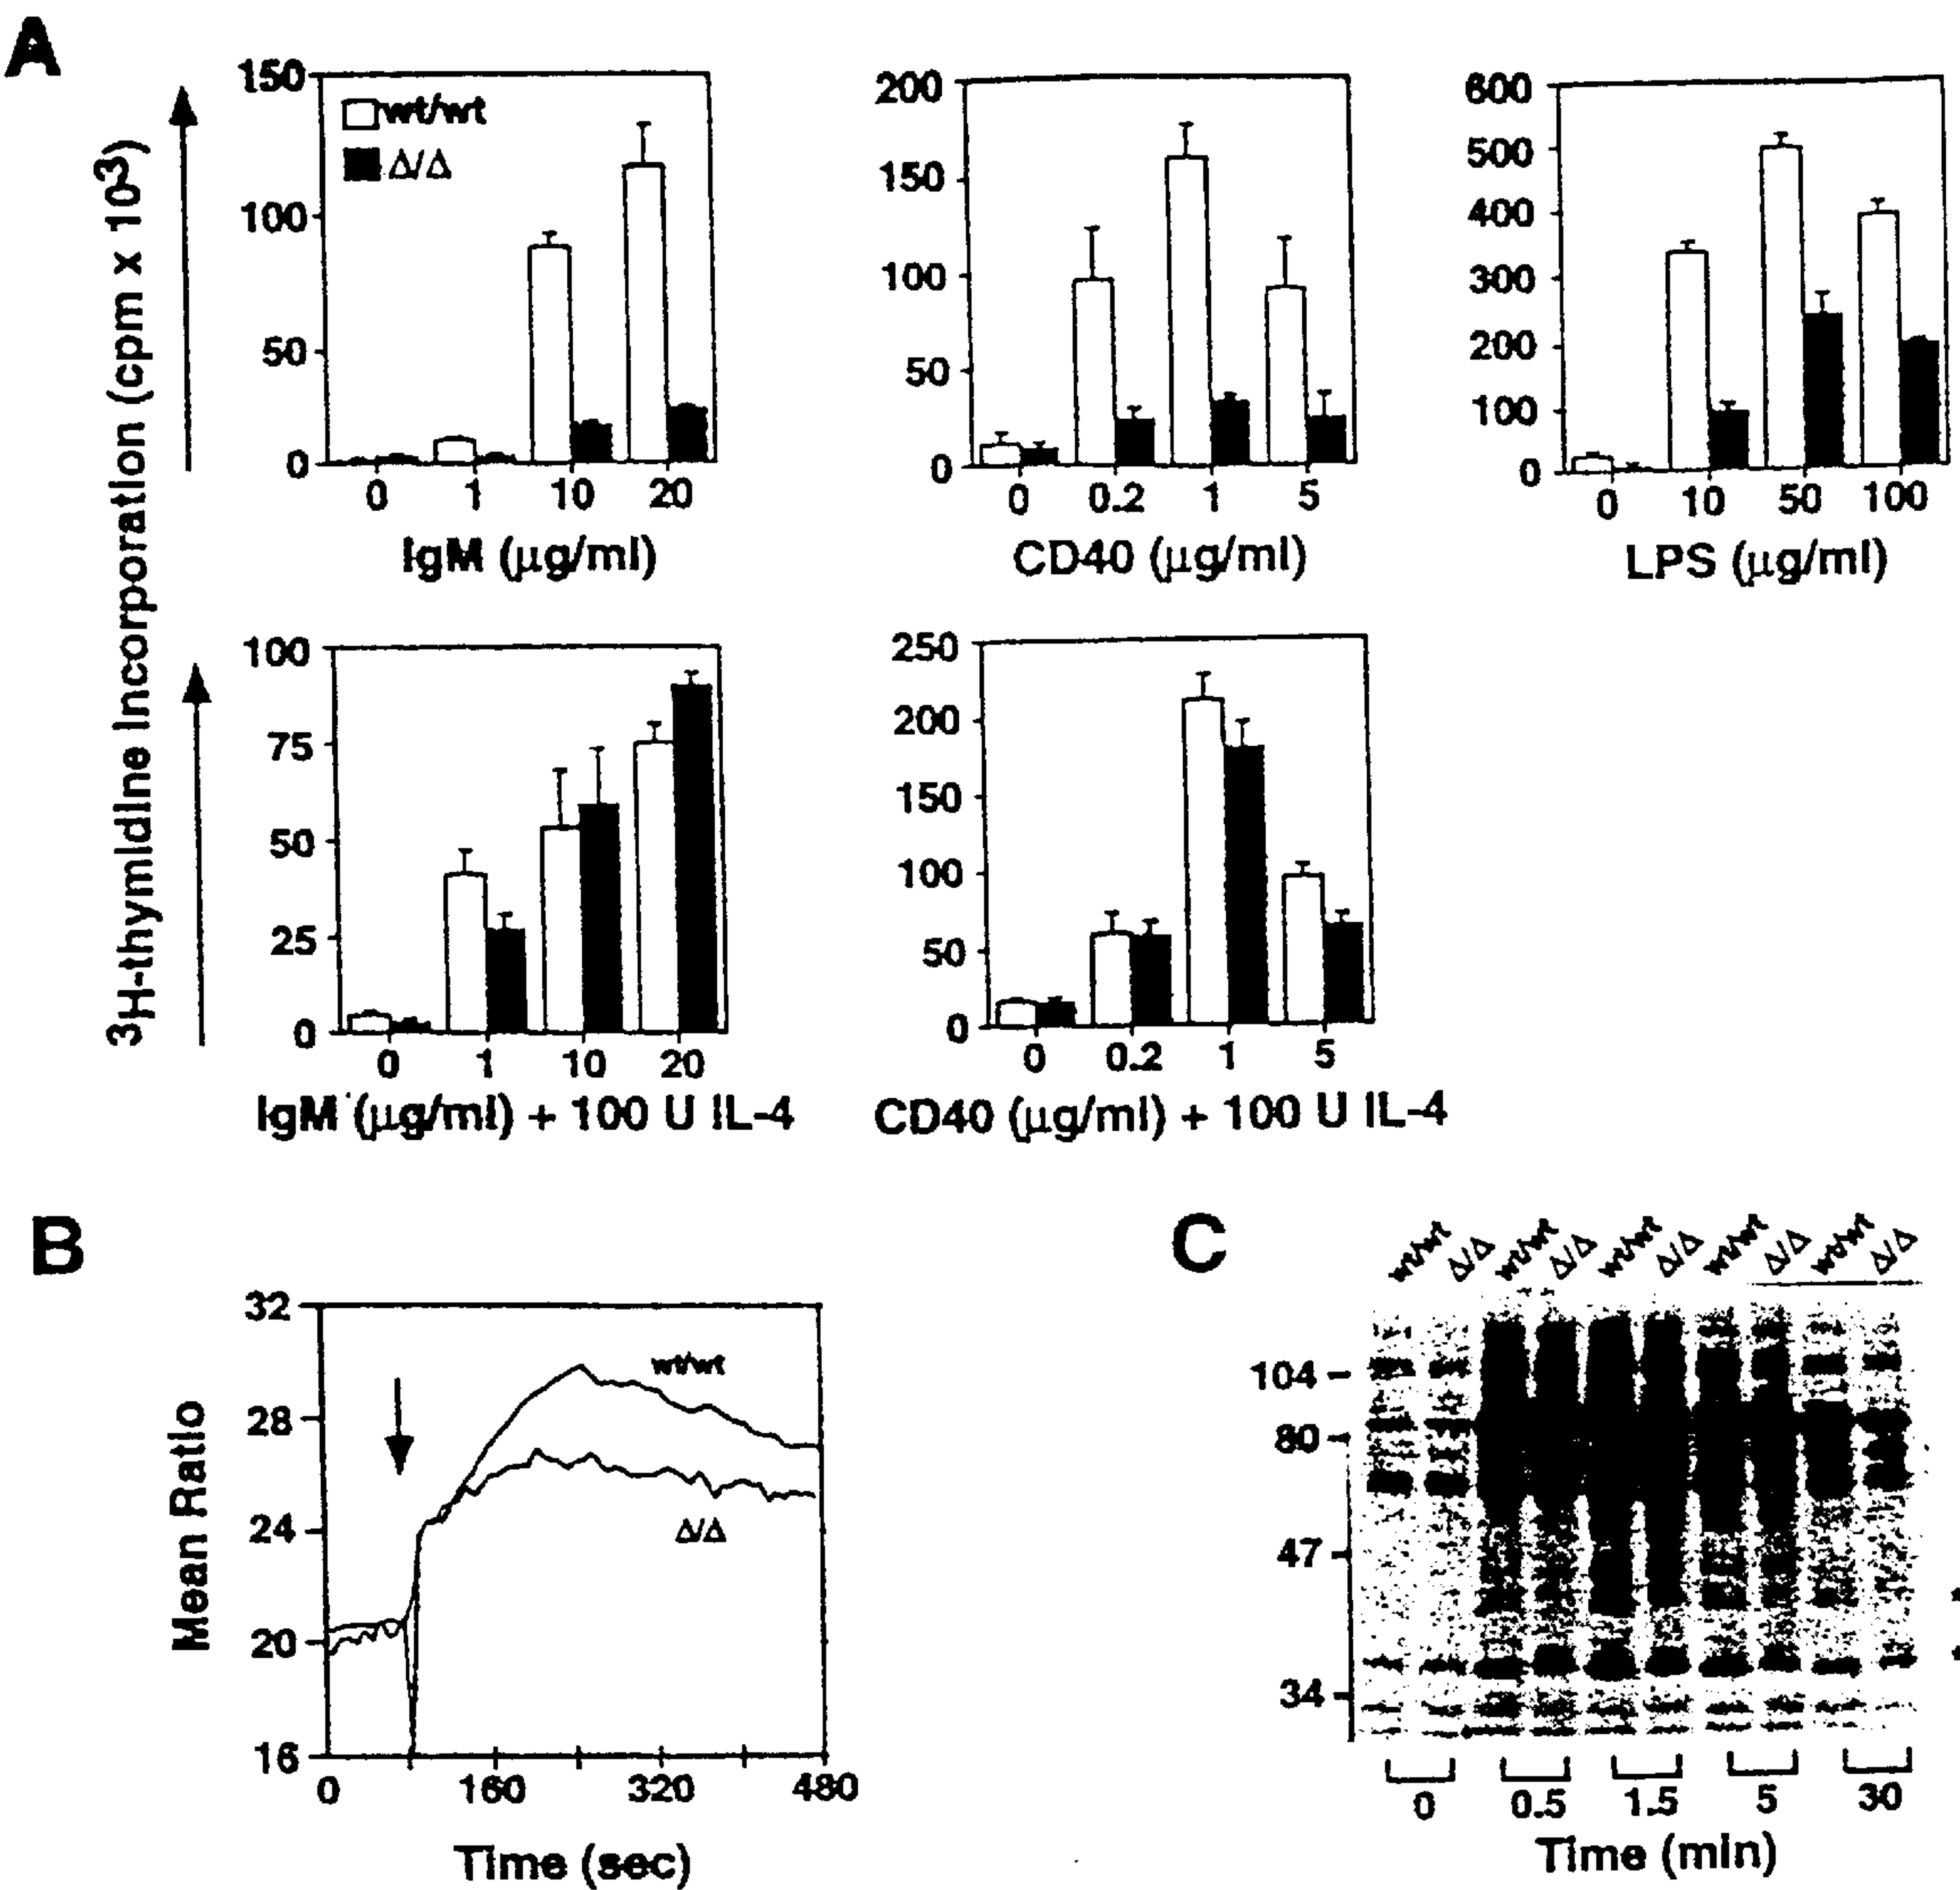 A
³H-thymidine Incorporation (cpm x 10³)
150
100
50
0
wt/wt
Δ/Δ
0 1 10 20
IgM (μg/ml)
200
150
100
50
0
0 0.2 1 5
CD40 (μg/ml)
600
500
400
300
200
100
0
0 10 50 100
LPS (μg/ml)
100
75
50
25
0
0 1 10 20
IgM (μg/ml) + 100 U IL-4
250
200
150
100
50
0
0 0.2 1 5
CD40 (μg/ml) + 100 U IL-4
B
Mean Ratio
32
28
24
20
16
wt/wt
Δ/Δ
0 160 320 480
Time (sec)
C
wt/wt Δ/Δ wt/wt Δ/Δ wt/wt Δ/Δ wt/wt Δ/Δ wt/wt Δ/Δ
104
80
47
34
0 0.5 1.5 5 30
Time (min)